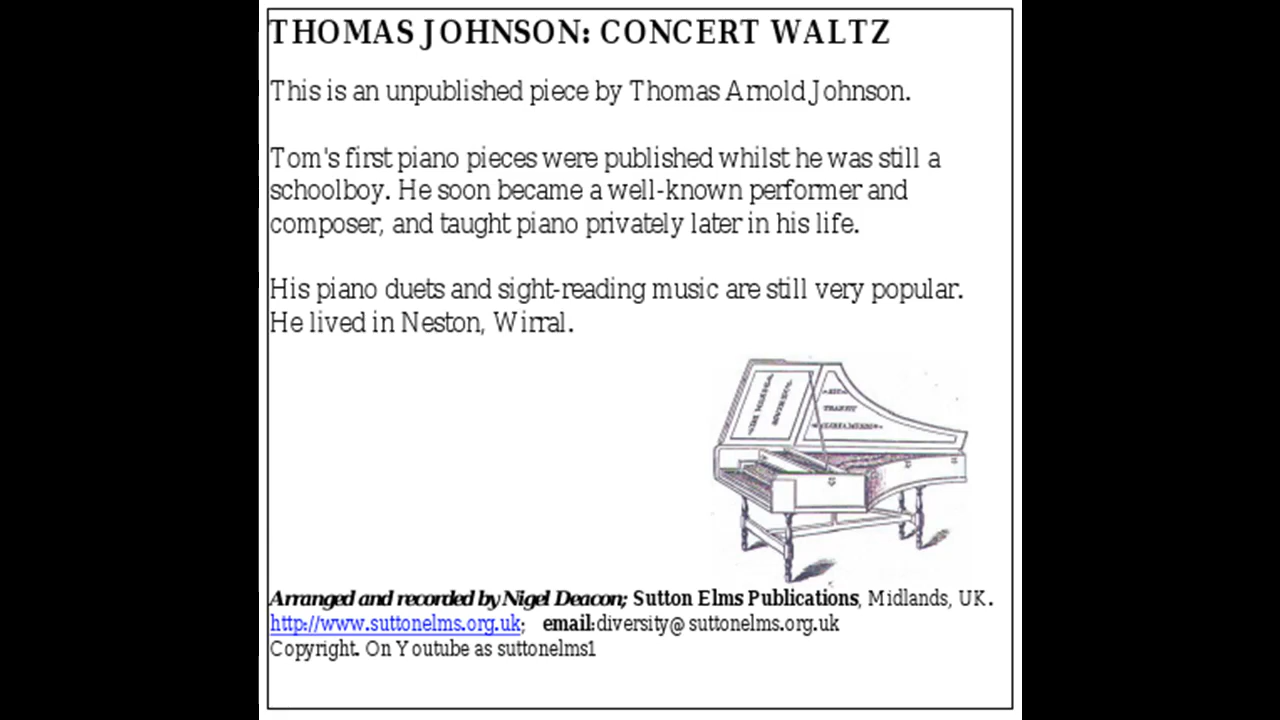 THOMAS JOHNSON: CONCERT WALTZ
This is an unpublished piece by Thomas Arnold Johnson.
Tom's first piano pieces were published whilst he was still a
schoolboy. He soon became a well-known performer and
composer, and taught piano privately later in his life.
His piano duets and sight-reading music are still very popular.
He lived in Neston, Wirral.
Arranged and recorded by Nigel Deacon; Sutton Elms Publications, Midlands, UK.
http://www.suttonelms.org.uk; email:diversity@suttonelms.org.uk
Copyright. On Youtube as suttonelms1